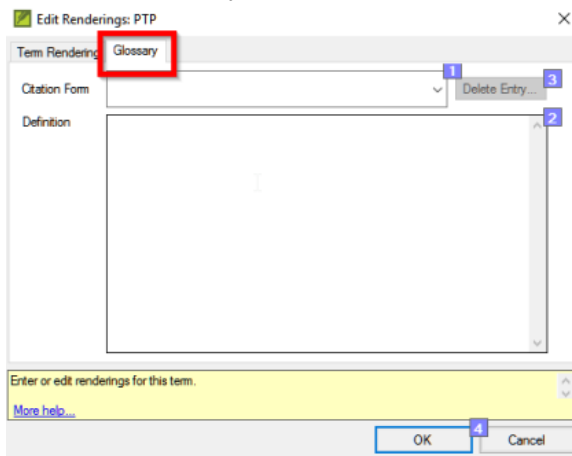 Edit Renderings: PTP
Term Rendering Glossary
Citation Form 1 Delete Entry... 3
Definition 2
Enter or edit renderings for this term.
More help...
OK 4 Cancel